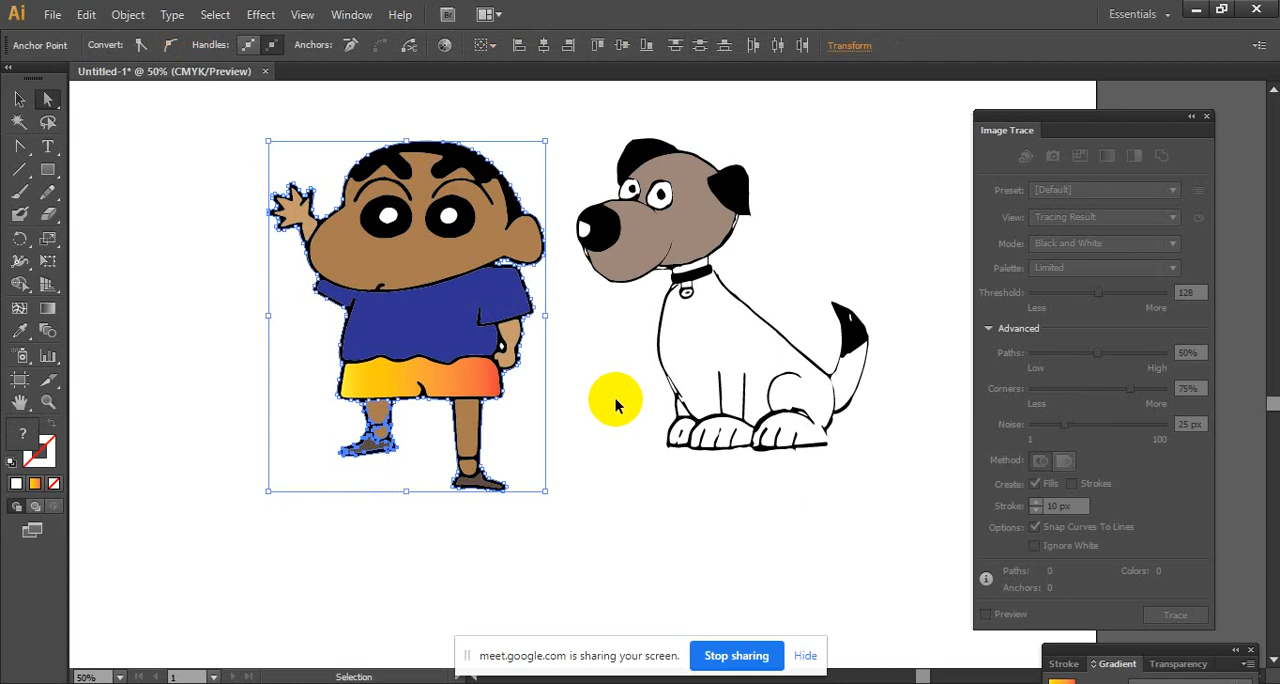 Ai File Edit Object Type Select Effect View Window Help Br Essentials
Anchor Point Convert: Handles: Anchors: Transform
Untitled-1* @ 50% (CMYK/Preview) ×
Image Trace
Preset: [Default]
View: Tracing Result
Mode: Black and White
Palette: Limited
Threshold: 128
Less More
Advanced
Paths: 50%
Low High
Corners: 75%
Less More
Noise: 25 px
1 100
Method:
Create: Fills Strokes
Stroke: 10 px
Options: Snap Curves To Lines
Ignore White
Paths: 0 Colors: 0
Anchors: 0
Preview Trace
?
meet.google.com is sharing your screen. Stop sharing Hide
Stroke Gradient Transparency
50% 1 Selection